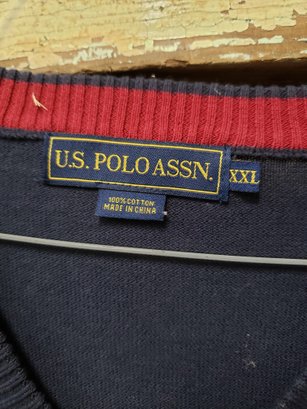 U.S. POLO ASSN.
XXL
100% COTTON
MADE IN CHINA